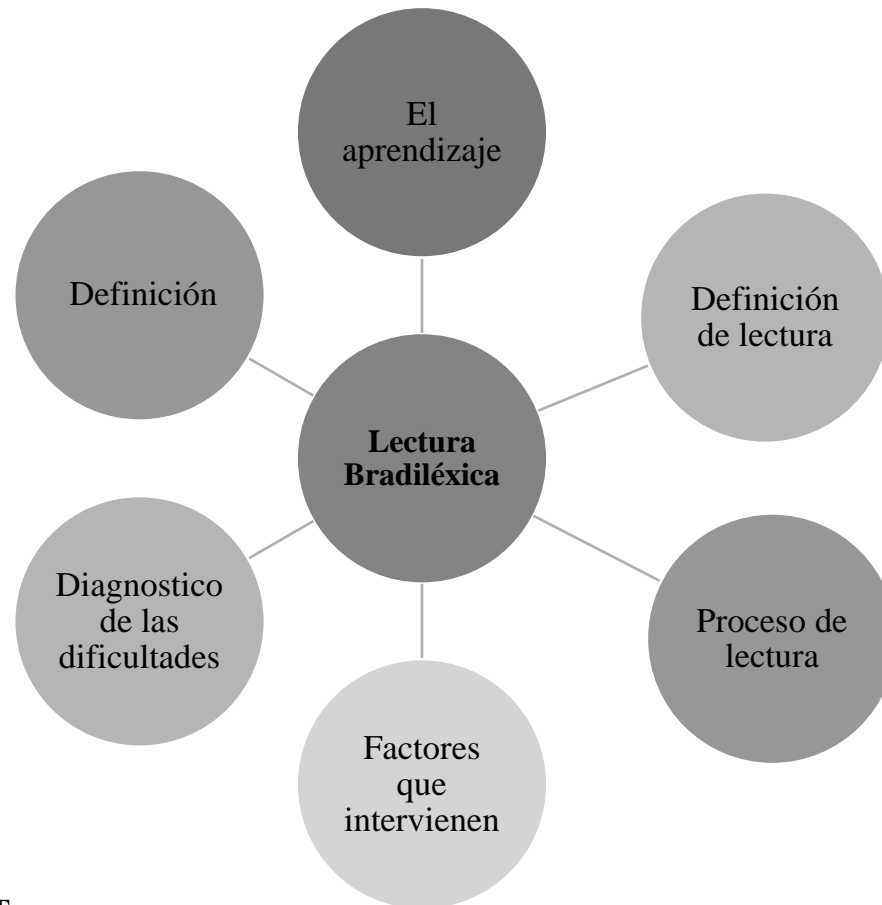 El
aprendizaje
Definición
de lectura
Proceso de
lectura
Factores
que
intervienen
Diagnostico
de las
dificultades
Definición
Lectura
Bradiléxica